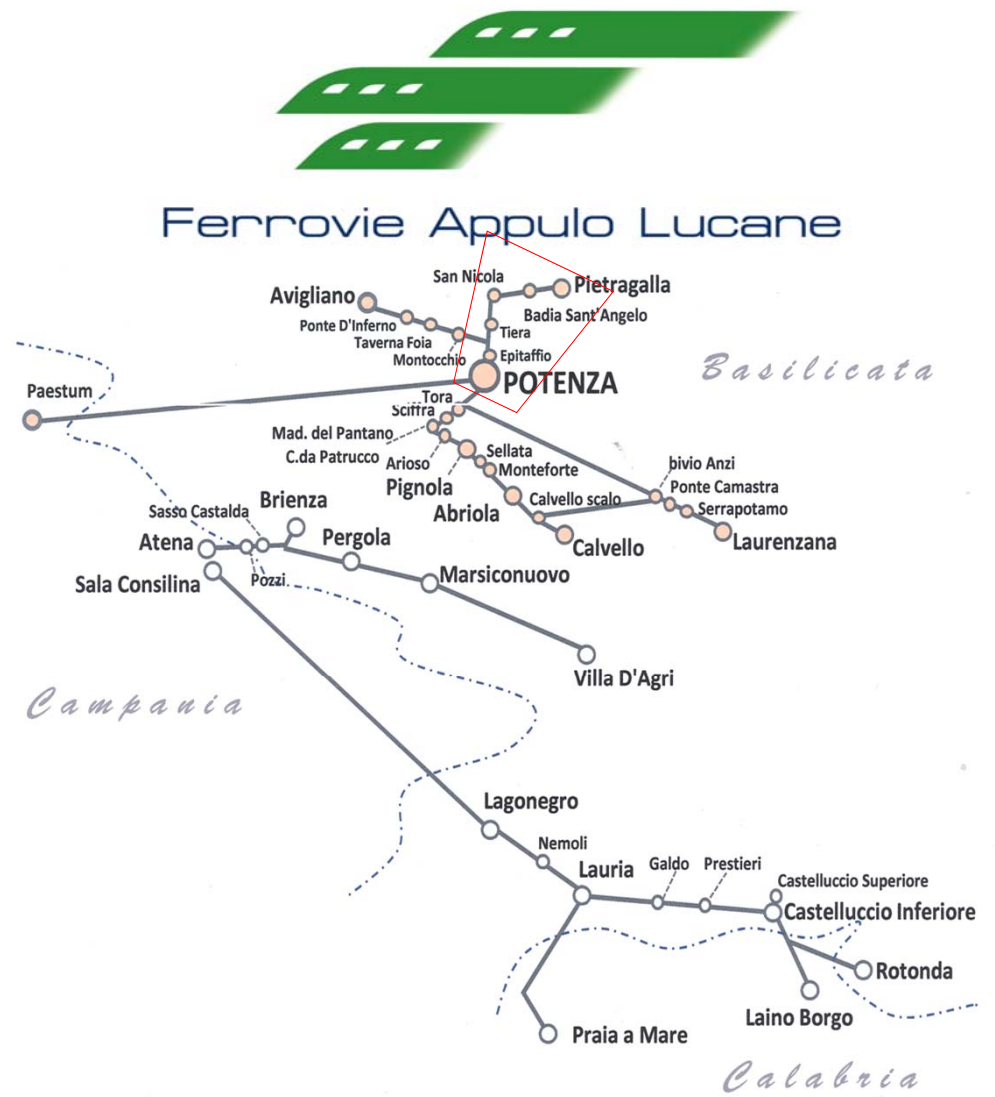 Ferrovie Appulo Lucane
San Nicola
Pietragalla
Avigliano
Badia Sant'Angelo
Ponte D'Inferno
Tiera
Taverna Foia
Montocchio
Epitaffio
Basilicata
POTENZA
Paestum
Tora
Sciffra
Mad. del Pantano
C.da Patrucco
Arioso
Sellata
Monteforte
bivio Anzi
Pignola
Ponte Camastra
Calvello scalo
Serrapotamo
Abriola
Brienza
Sasso Castalda
Atena
Pergola
Calvello
Laurenzana
Pozzi
Marsiconuovo
Sala Consilina
Villa D'Agri
Campania
Lagonegro
Nemoli
Lauria
Galdo
Prestieri
Castelluccio Superiore
Castelluccio Inferiore
Rotonda
Laino Borgo
Praia a Mare
Calabria